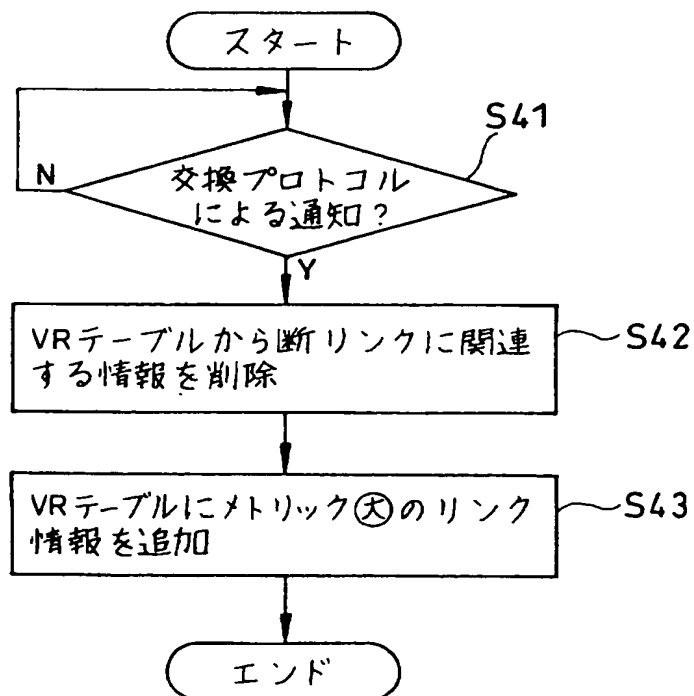 スタート
S41
N
交換プロトコル
による通知?
Y
VRテーブルから断リンクに関連
する情報を削除
S42
VRテーブルにメトリック大のリンク
情報を追加
S43
エンド